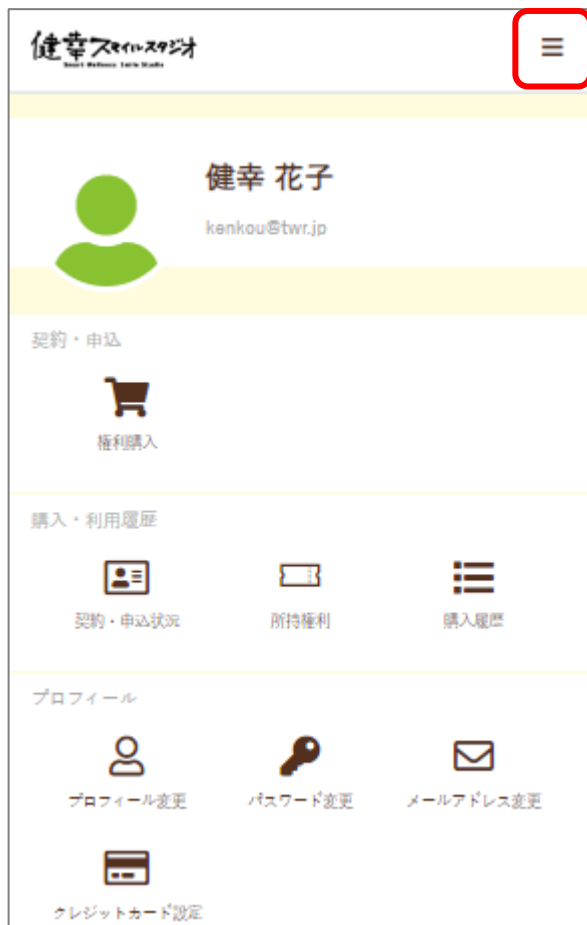 健幸スマイルスタジオ
Smart Wellness Smile Studio
健幸 花子
kenkou@twr.jp
契約・申込
権利購入
購入・利用履歴
契約・申込状況
所持権利
購入履歴
プロフィール
プロフィール変更
パスワード変更
メールアドレス変更
クレジットカード設定